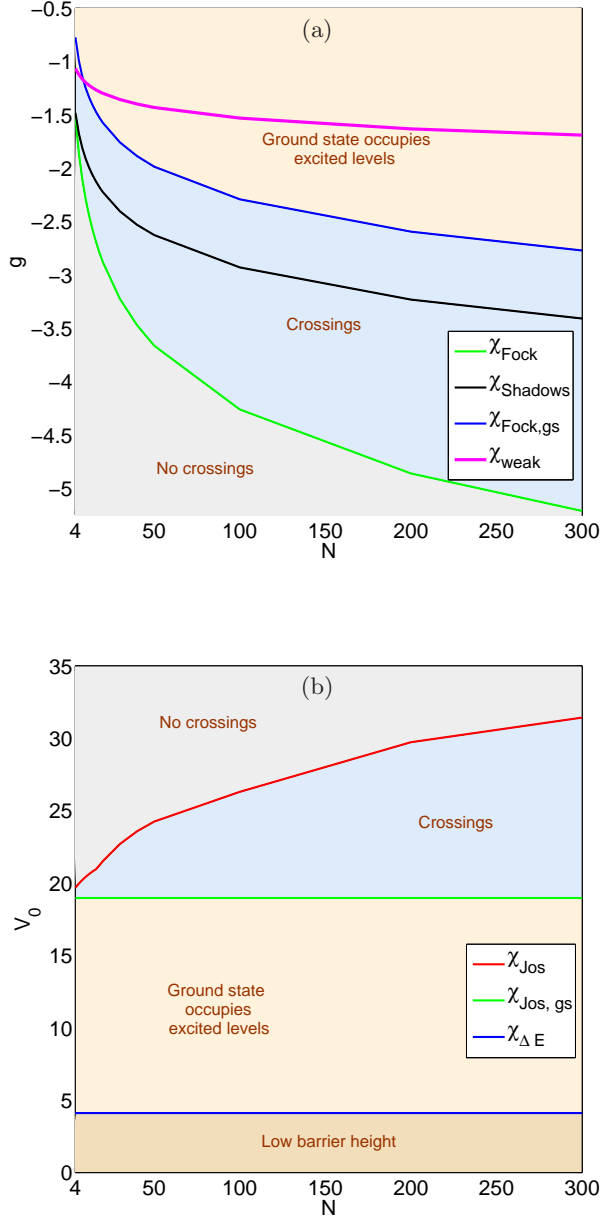 (a)
−0.5
−1
−1.5
−2
−2.5
−3
−3.5
−4
−4.5
−5
g
Ground state occupies
excited levels
Crossings
No crossings
χFock
χShadows
χFock,gs
χweak
4 50 100 150 200 250 300
N
(b)
35
30
25
20
15
10
5
0
V0
No crossings
Crossings
Ground state
occupies
excited levels
Low barrier height
χJos
χJos, gs
χΔ E
4 50 100 150 200 250 300
N